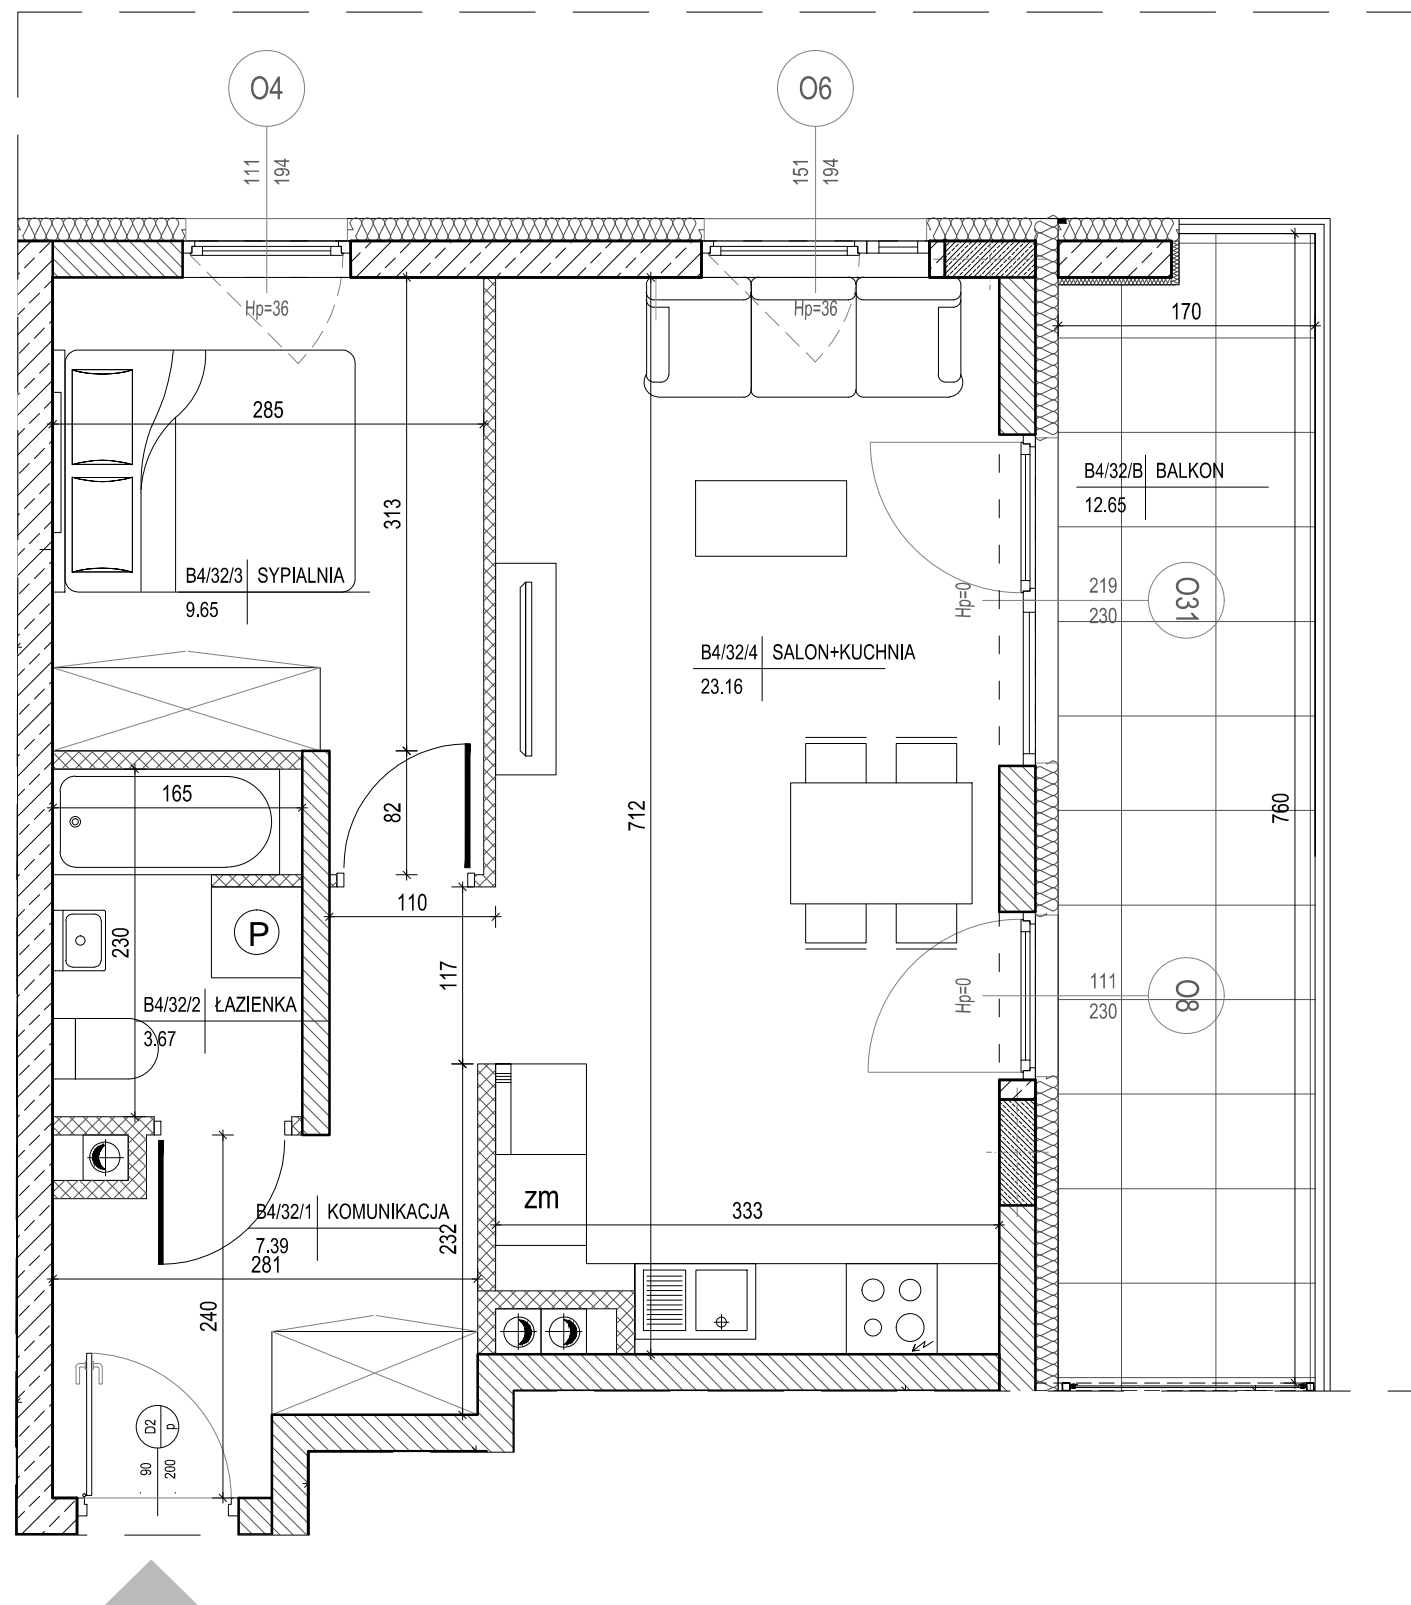 O4
O6
111
194
151
194
Hp=36
Hp=36
170
285
B4/32/B BALKON
12.65
313
B4/32/3 SYPIALNIA
9.65
Hp=0
219
230
O31
B4/32/4 SALON+KUCHNIA
23.16
165
82
712
760
110
230
P
117
B4/32/2 ŁAZIENKA
3.67
Hp=0
111
230
O8
zm
B4/32/1 KOMUNIKACJA
7.39
232
333
281
240
D2
p
90
200